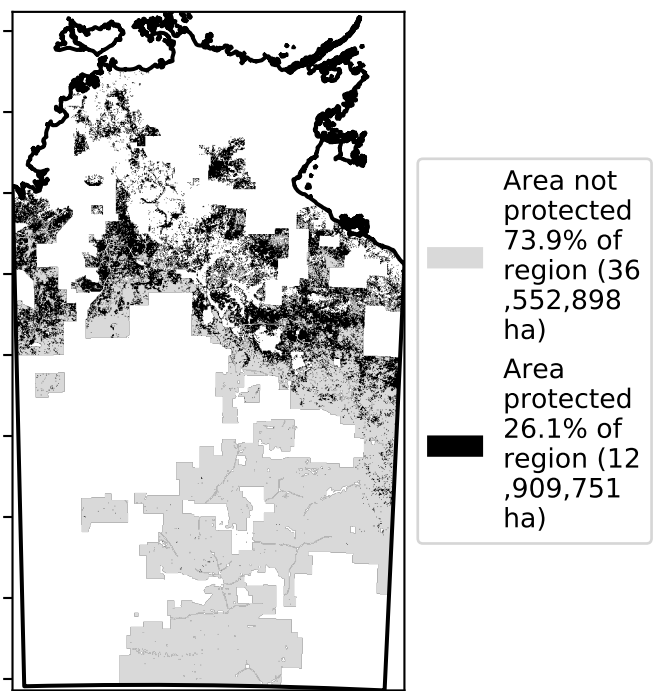 Area not
protected
73.9% of
region (36
,552,898
ha)
Area
protected
26.1% of
region (12
,909,751
ha)